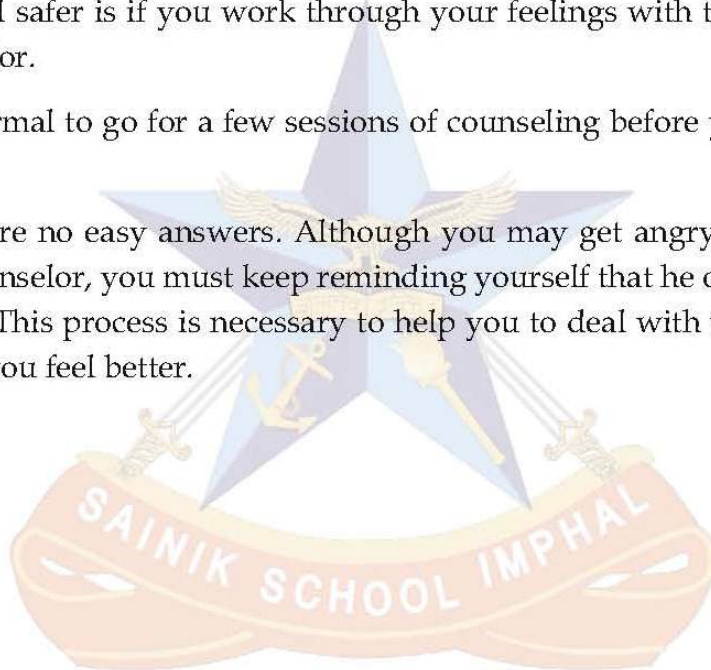 safer is if you work through your feelings with t
or.
rmal to go for a few sessions of counseling before
re no easy answers. Although you may get angry
nselor, you must keep reminding yourself that he
This process is necessary to help you to deal with
ou feel better.
SAINIK SCHOOL IMPHAL